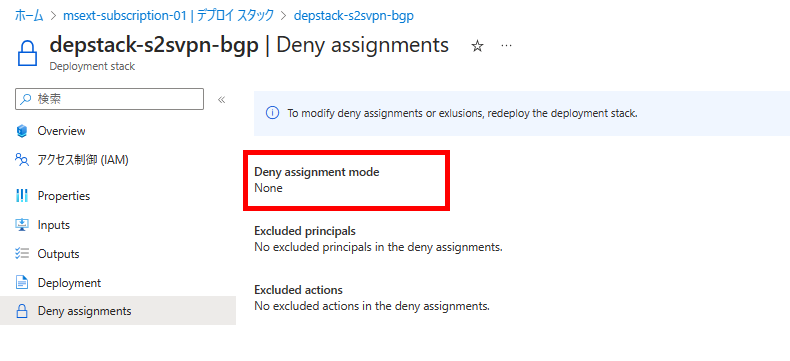 ホーム > msext-subscription-01 | デプロイ スタック > depstack-s2svpn-bgp
depstack-s2svpn-bgp | Deny assignments
Deployment stack
検索
Overview
アクセス制御 (IAM)
Properties
Inputs
Outputs
Deployment
Deny assignments
To modify deny assignments or exlusions, redeploy the deployment stack.
Deny assignment mode
None
Excluded principals
No excluded principals in the deny assignments.
Excluded actions
No excluded actions in the deny assignments.